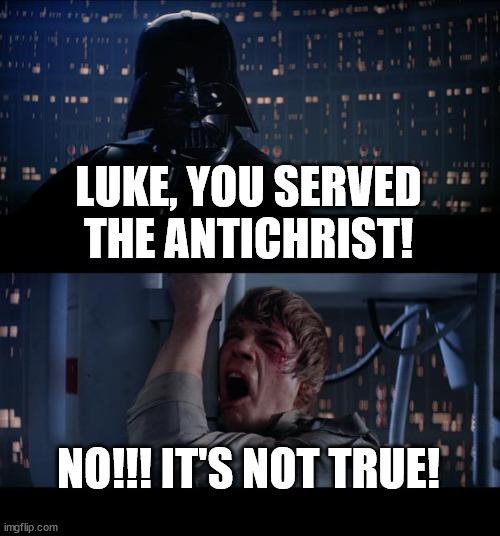 LUKE, YOU SERVED
THE ANTICHRIST!
NO!!! IT'S NOT TRUE!
imgflip.com